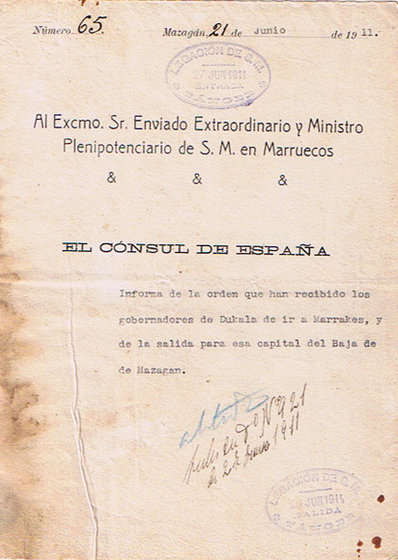 Número 65. Mazagán, 21 de Junio de 1911.
LEGACIÓN DE S.M.
27 JUN 1911
ENTRADA
TÁNGER
Al Excmo. Sr. Enviado Extraordinario y Ministro
Plenipotenciario de S. M. en Marruecos
& & &
EL CÓNSUL DE ESPAÑA
Informa de la orden que han recibido los
gobernadores de Dukala de ir a Marrakes, y
de la salida para esa capital del Baja de
de Mazagan.
de 1911
LEGACIÓN DE S.M.
JUN 1911
SALIDA
TÁNGER